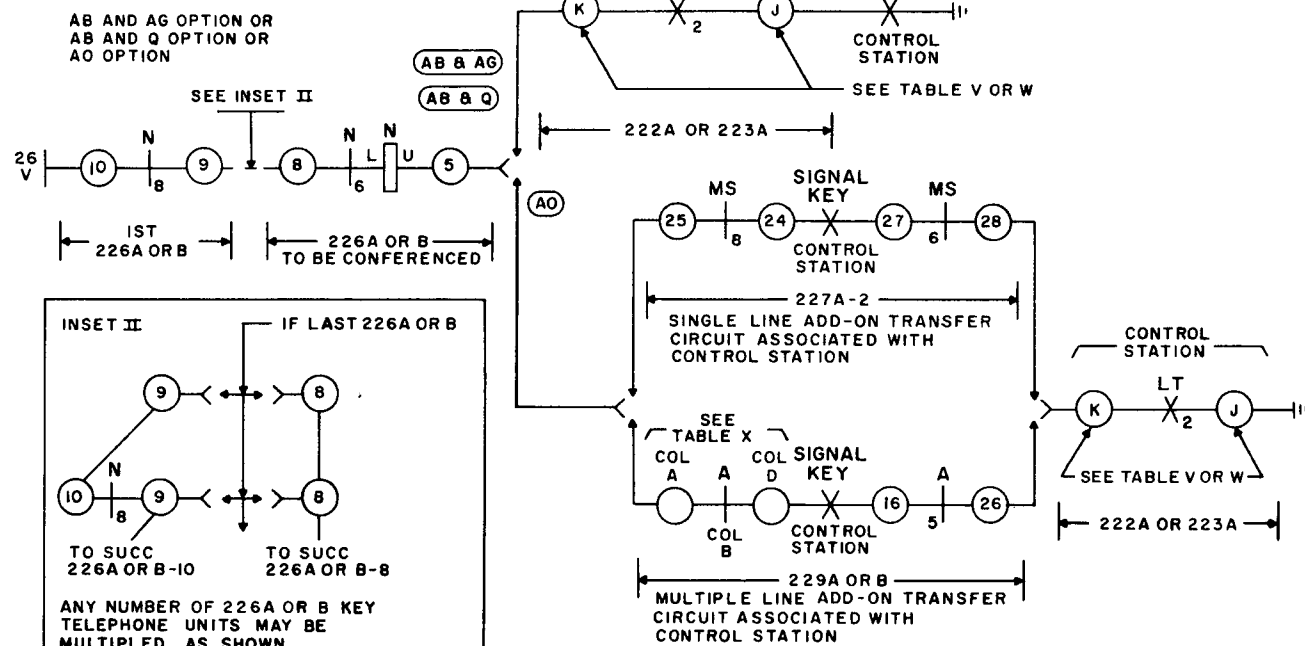 AB AND AG OPTION OR
AB AND Q OPTION OR
AO OPTION
K
2
J
CONTROL
STATION
AB & AG
AB & Q
SEE TABLE V OR W
222A OR 223A
SEE INSET II
26
V
10
N
8
9
8
N
6
L
N
U
5
AO
1ST
226A OR B
226A OR B
TO BE CONFERENCED
25
MS
8
24
SIGNAL
KEY
CONTROL
STATION
27
MS
6
28
227A-2
SINGLE LINE ADD-ON TRANSFER
CIRCUIT ASSOCIATED WITH
CONTROL STATION
INSET II
IF LAST 226A OR B
9
8
10
N
8
9
8
TO SUCC
226A OR B-10
TO SUCC
226A OR B-8
ANY NUMBER OF 226A OR B KEY
TELEPHONE UNITS MAY BE
MULTIPLED AS SHOWN
SEE
TABLE X
COL
A
A
COL
B
COL
D
SIGNAL
KEY
CONTROL
STATION
16
A
5
26
229A OR B
MULTIPLE LINE ADD-ON TRANSFER
CIRCUIT ASSOCIATED WITH
CONTROL STATION
CONTROL
STATION
K
LT
2
J
SEE TABLE V OR W
222A OR 223A